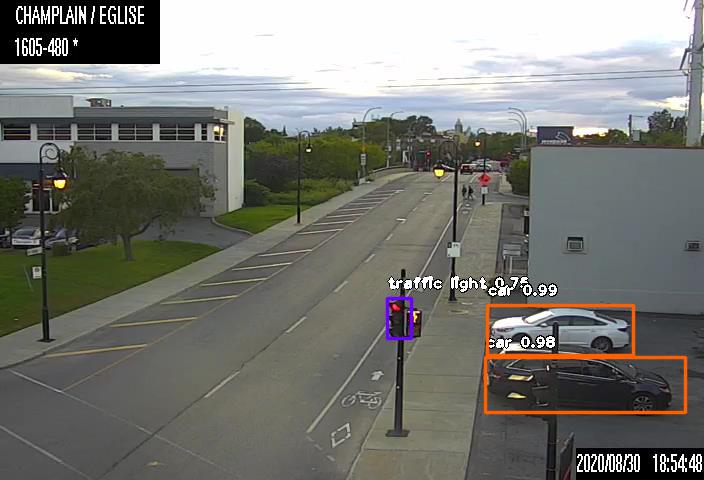 CHAMPLAIN / EGLISE
1605-480 *
traffic light 0.75
car 0.99
car 0.98
2020/08/30 18:54:48